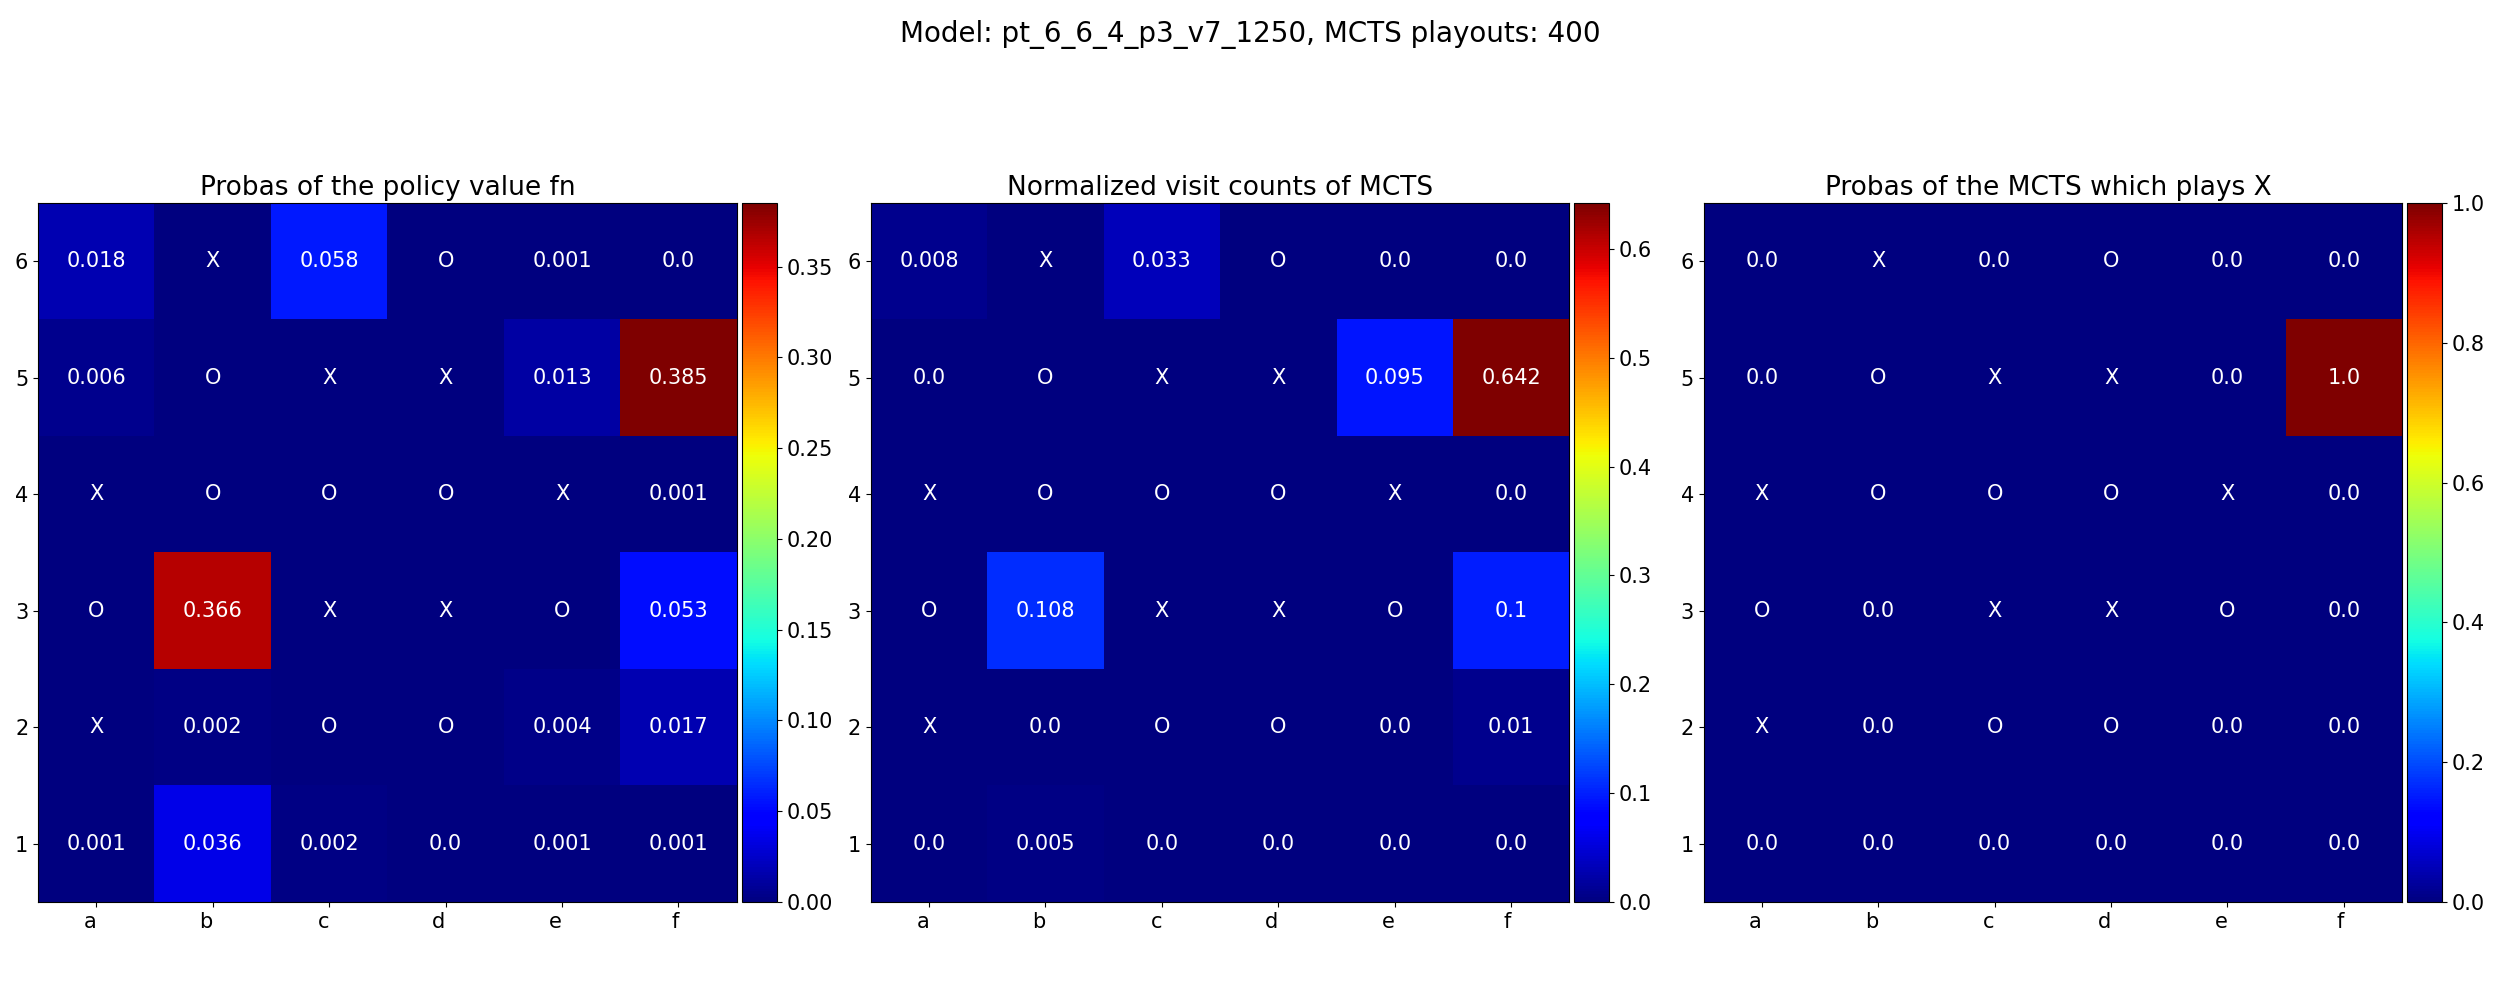 Model: pt_6_6_4_p3_v7_1250, MCTS playouts: 400
Probas of the policy value fn
6 0.018 X 0.058 O 0.001 0.0
5 0.006 O X X 0.013 0.385
4 X O O O X 0.001
3 O 0.366 X X O 0.053
2 X 0.002 O O 0.004 0.017
1 0.001 0.036 0.002 0.0 0.001 0.001
a b c d e f
0.35
0.30
0.25
0.20
0.15
0.10
0.05
0.00
Normalized visit counts of MCTS
6 0.008 X 0.033 O 0.0 0.0
5 0.0 O X X 0.095 0.642
4 X O O O X 0.0
3 O 0.108 X X O 0.1
2 X 0.0 O O 0.0 0.01
1 0.0 0.005 0.0 0.0 0.0 0.0
a b c d e f
0.6
0.5
0.4
0.3
0.2
0.1
0.0
Probas of the MCTS which plays X
6 0.0 X 0.0 O 0.0 0.0
5 0.0 O X X 0.0 1.0
4 X O O O X 0.0
3 O 0.0 X X O 0.0
2 X 0.0 O O 0.0 0.0
1 0.0 0.0 0.0 0.0 0.0 0.0
a b c d e f
1.0
0.8
0.6
0.4
0.2
0.0